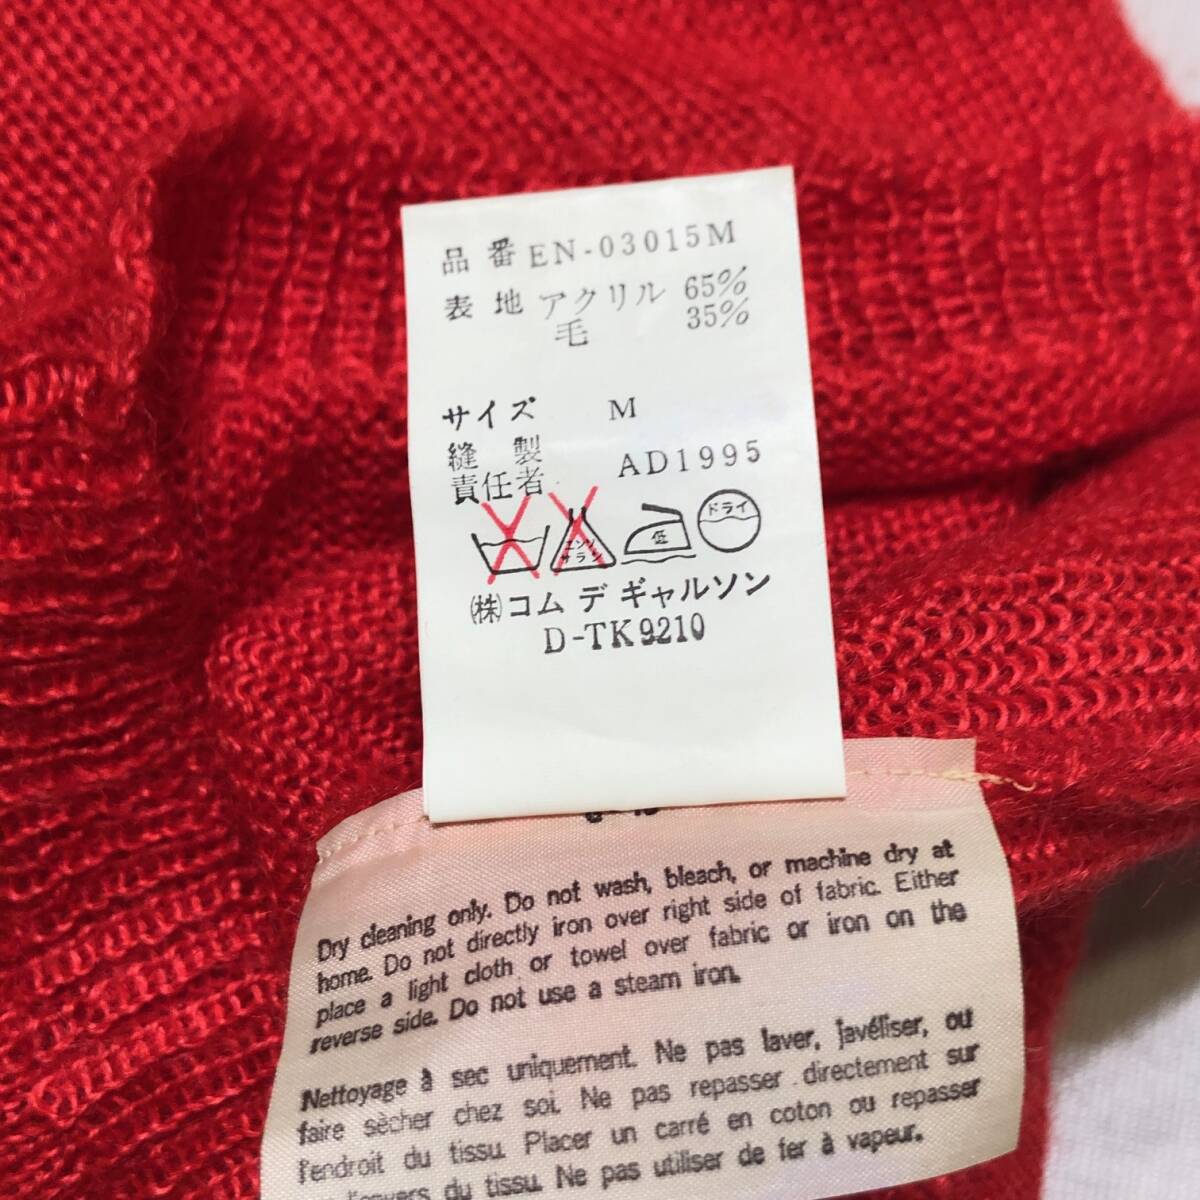 品番 EN-03015M
表地 アクリル 65%
毛 35%
サイズ M
縫製
責任者 AD1995
エンソ
サラシ
低
ドライ
(株)コム デ ギャルソン
D-TK9210
Dry cleaning only. Do not wash, bleach, or machine dry at
home. Do not directly iron over right side of fabric. Either
place a light cloth or towel over fabric or iron on the
reverse side. Do not use a steam iron.
Nettoyage à sec uniquement. Ne pas laver, javéliser, ou
faire sècher chez soi. Ne pas repasser directement sur
l'endroit du tissu. Placer un carré en coton ou repasser
l'envers du tissu. Ne pas utiliser de fer à vapeur.